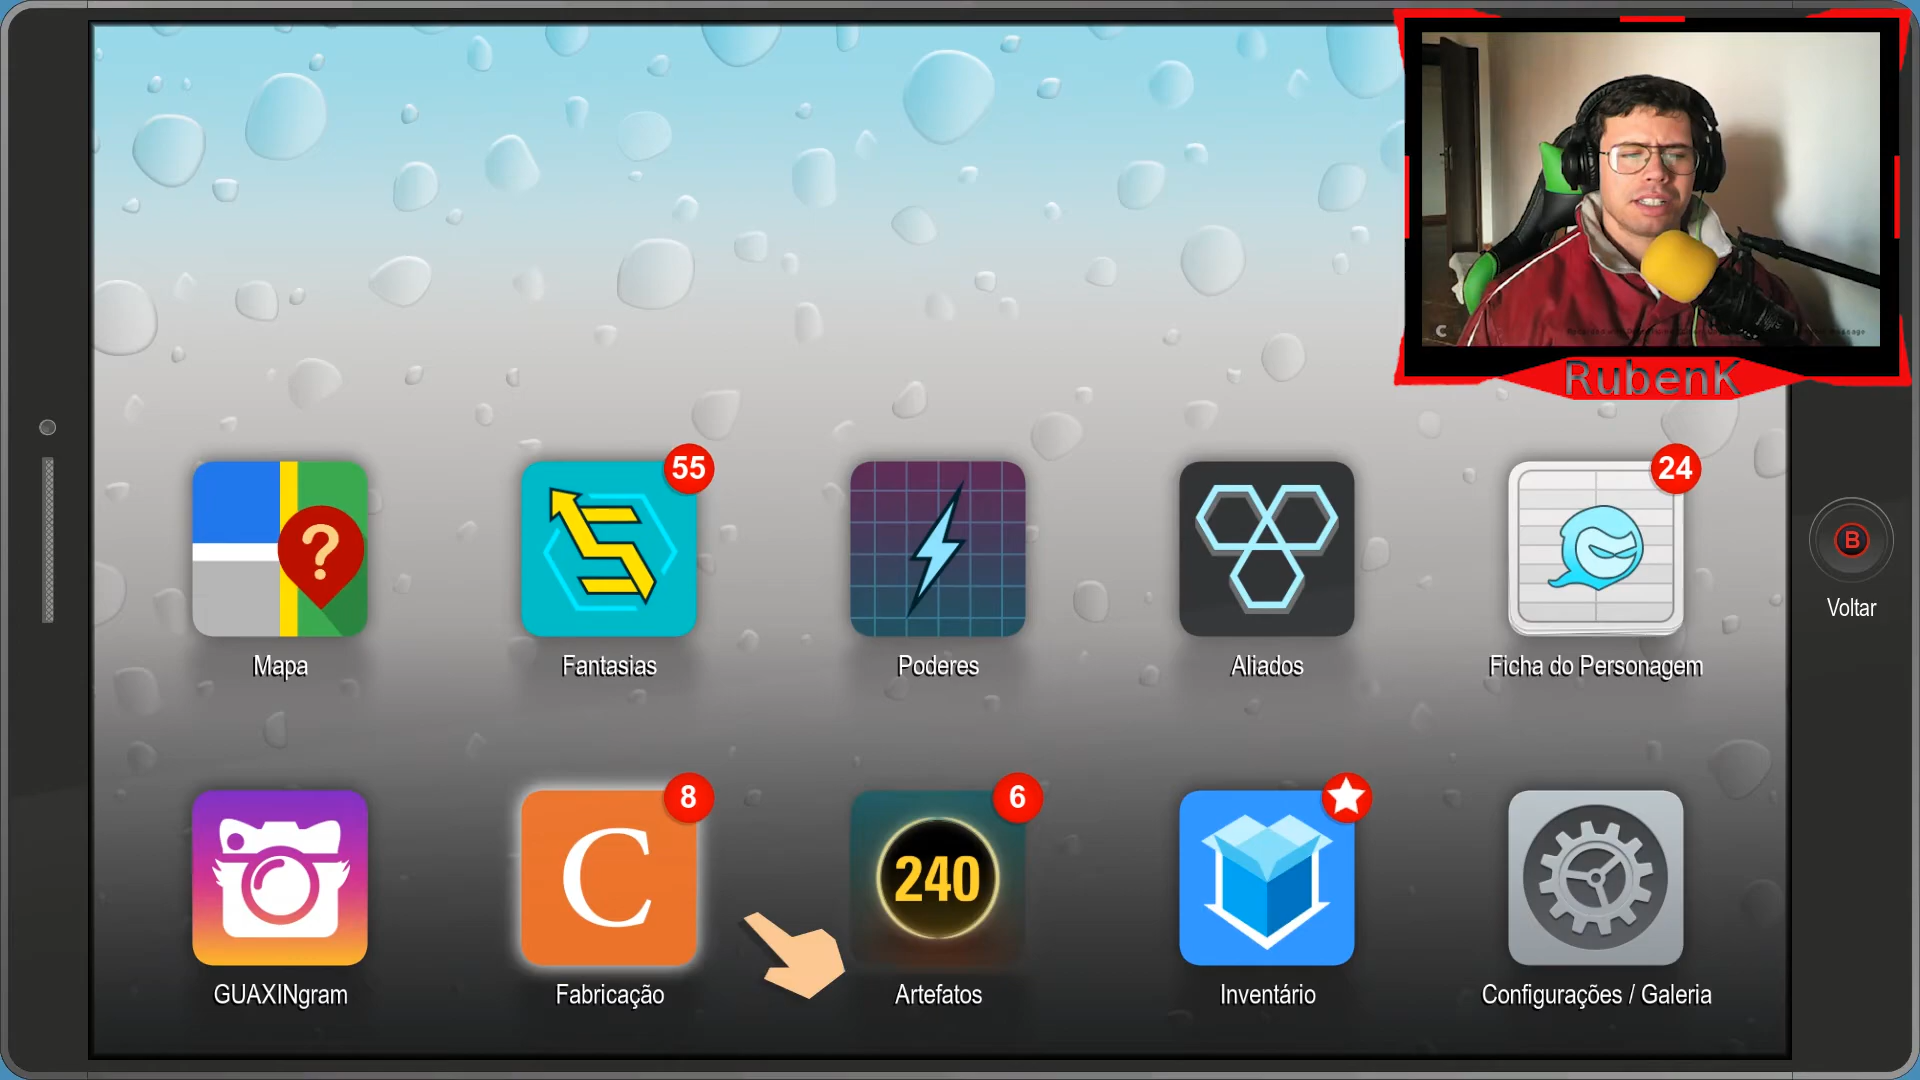 RubenK
55
24
?
Mapa
Fantasias
Poderes
Aliados
Ficha do Personagem
B
Voltar
8
6
C
240
GUAXINgram
Fabricação
Artefatos
Inventário
Configurações / Galeria